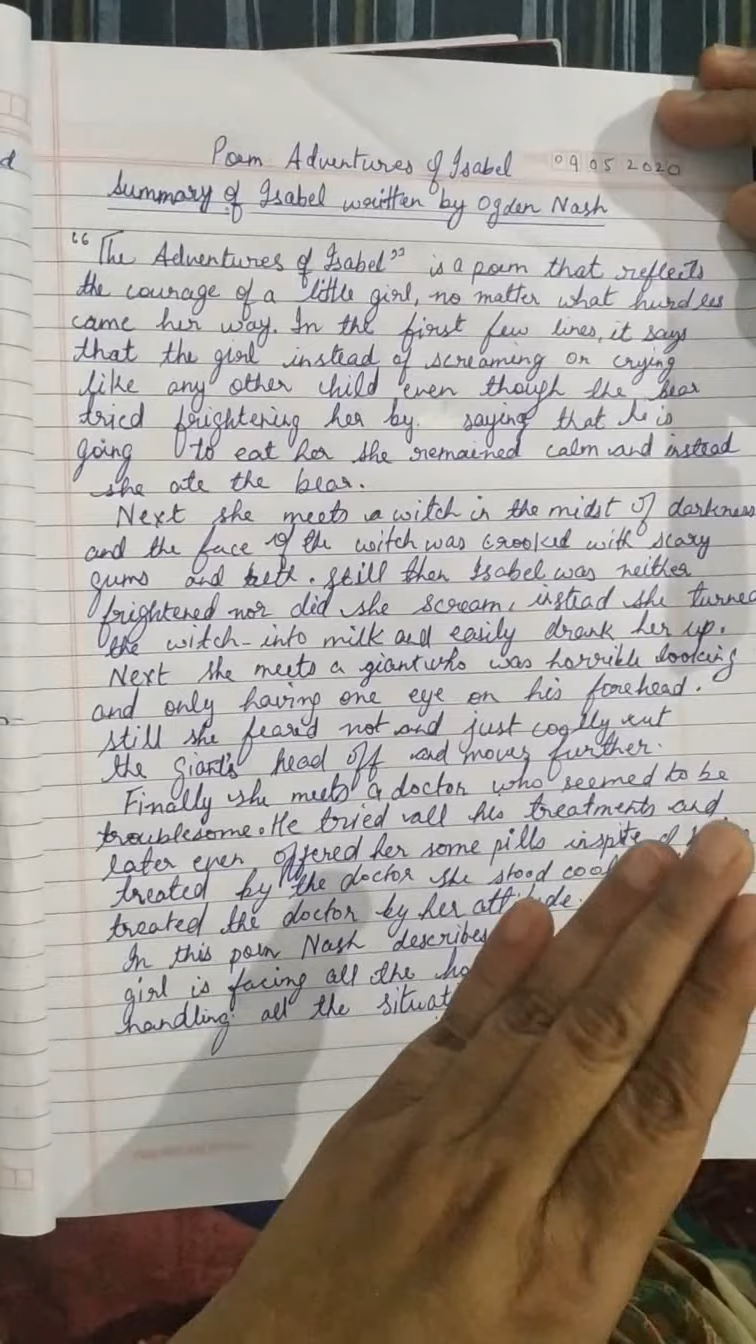 Poem Adventures of Isabel 09 05 2020
Summary of Isabel written by Ogden Nash
"The Adventures of Isabel" is a poem that reflects
the courage of a little girl, no matter what hurdles
came her way. In the first few lines, it says
that the girl instead of screaming or crying
like any other child even though the bear
tried frightening her by. saying that he is
going to eat her she remained calm and instead
she ate the bear.
Next she meets a witch in the midst of darkness
and the face of the witch was crooked with scary
gums and teeth. Still then Isabel was neither
frightened nor did she scream, instead she turned
the witch into milk and easily drank her up.
Next she meets a giant who was horrible looking
and only having one eye on his forehead.
still she feared not and just coolly cut
the giant's head off and moves further.
Finally she meets a doctor who seemed to be
troublesome. He tried all his treatments and
later even offered her some pills inspite of
treated by the doctor she stood
treated the doctor by her attitude.
In this poem Nash describes
girl is facing all the
handling all the